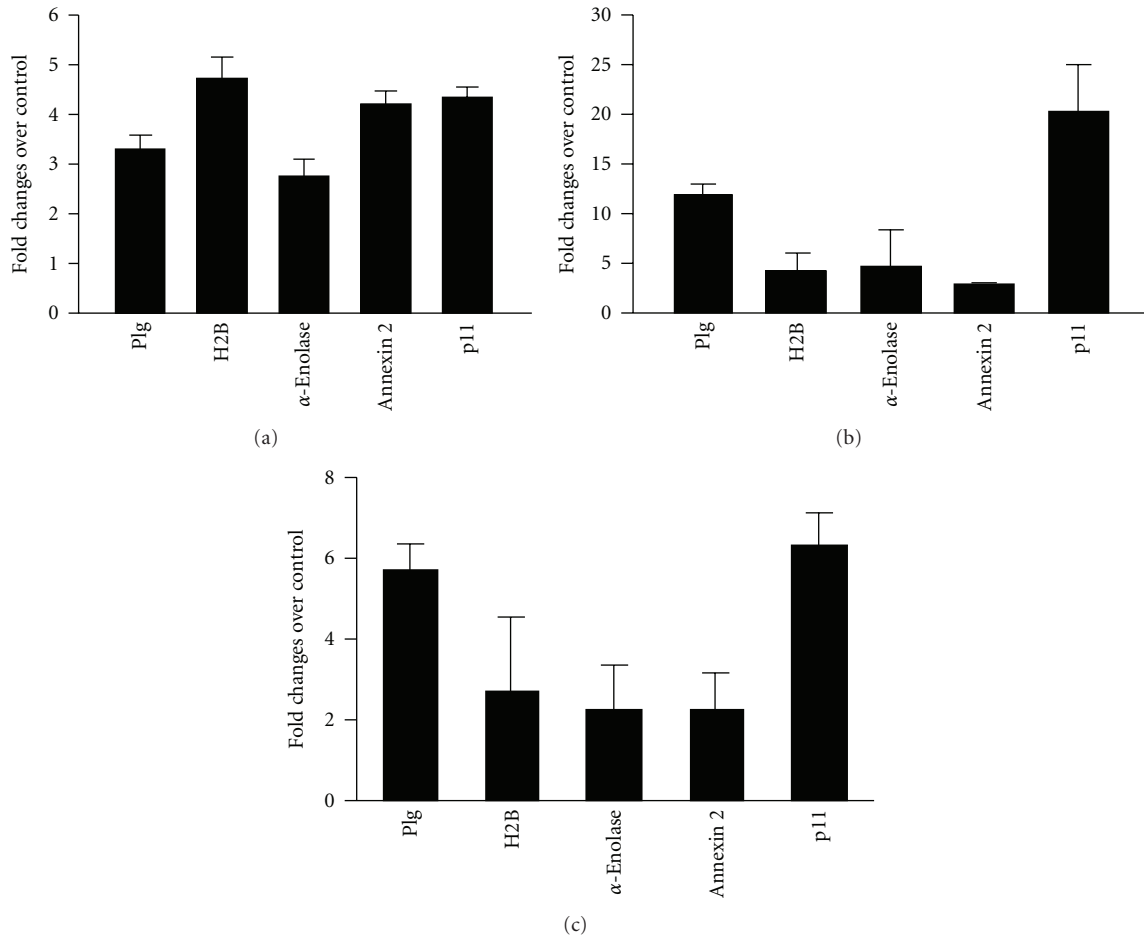 Fold changes over control
6
5
4
3
2
1
0
Plg
H2B
α-Enolase
Annexin 2
p11
(a)
Fold changes over control
30
25
20
15
10
5
0
Plg
H2B
α-Enolase
Annexin 2
p11
(b)
Fold changes over control
8
6
4
2
0
Plg
H2B
α-Enolase
Annexin 2
p11
(c)